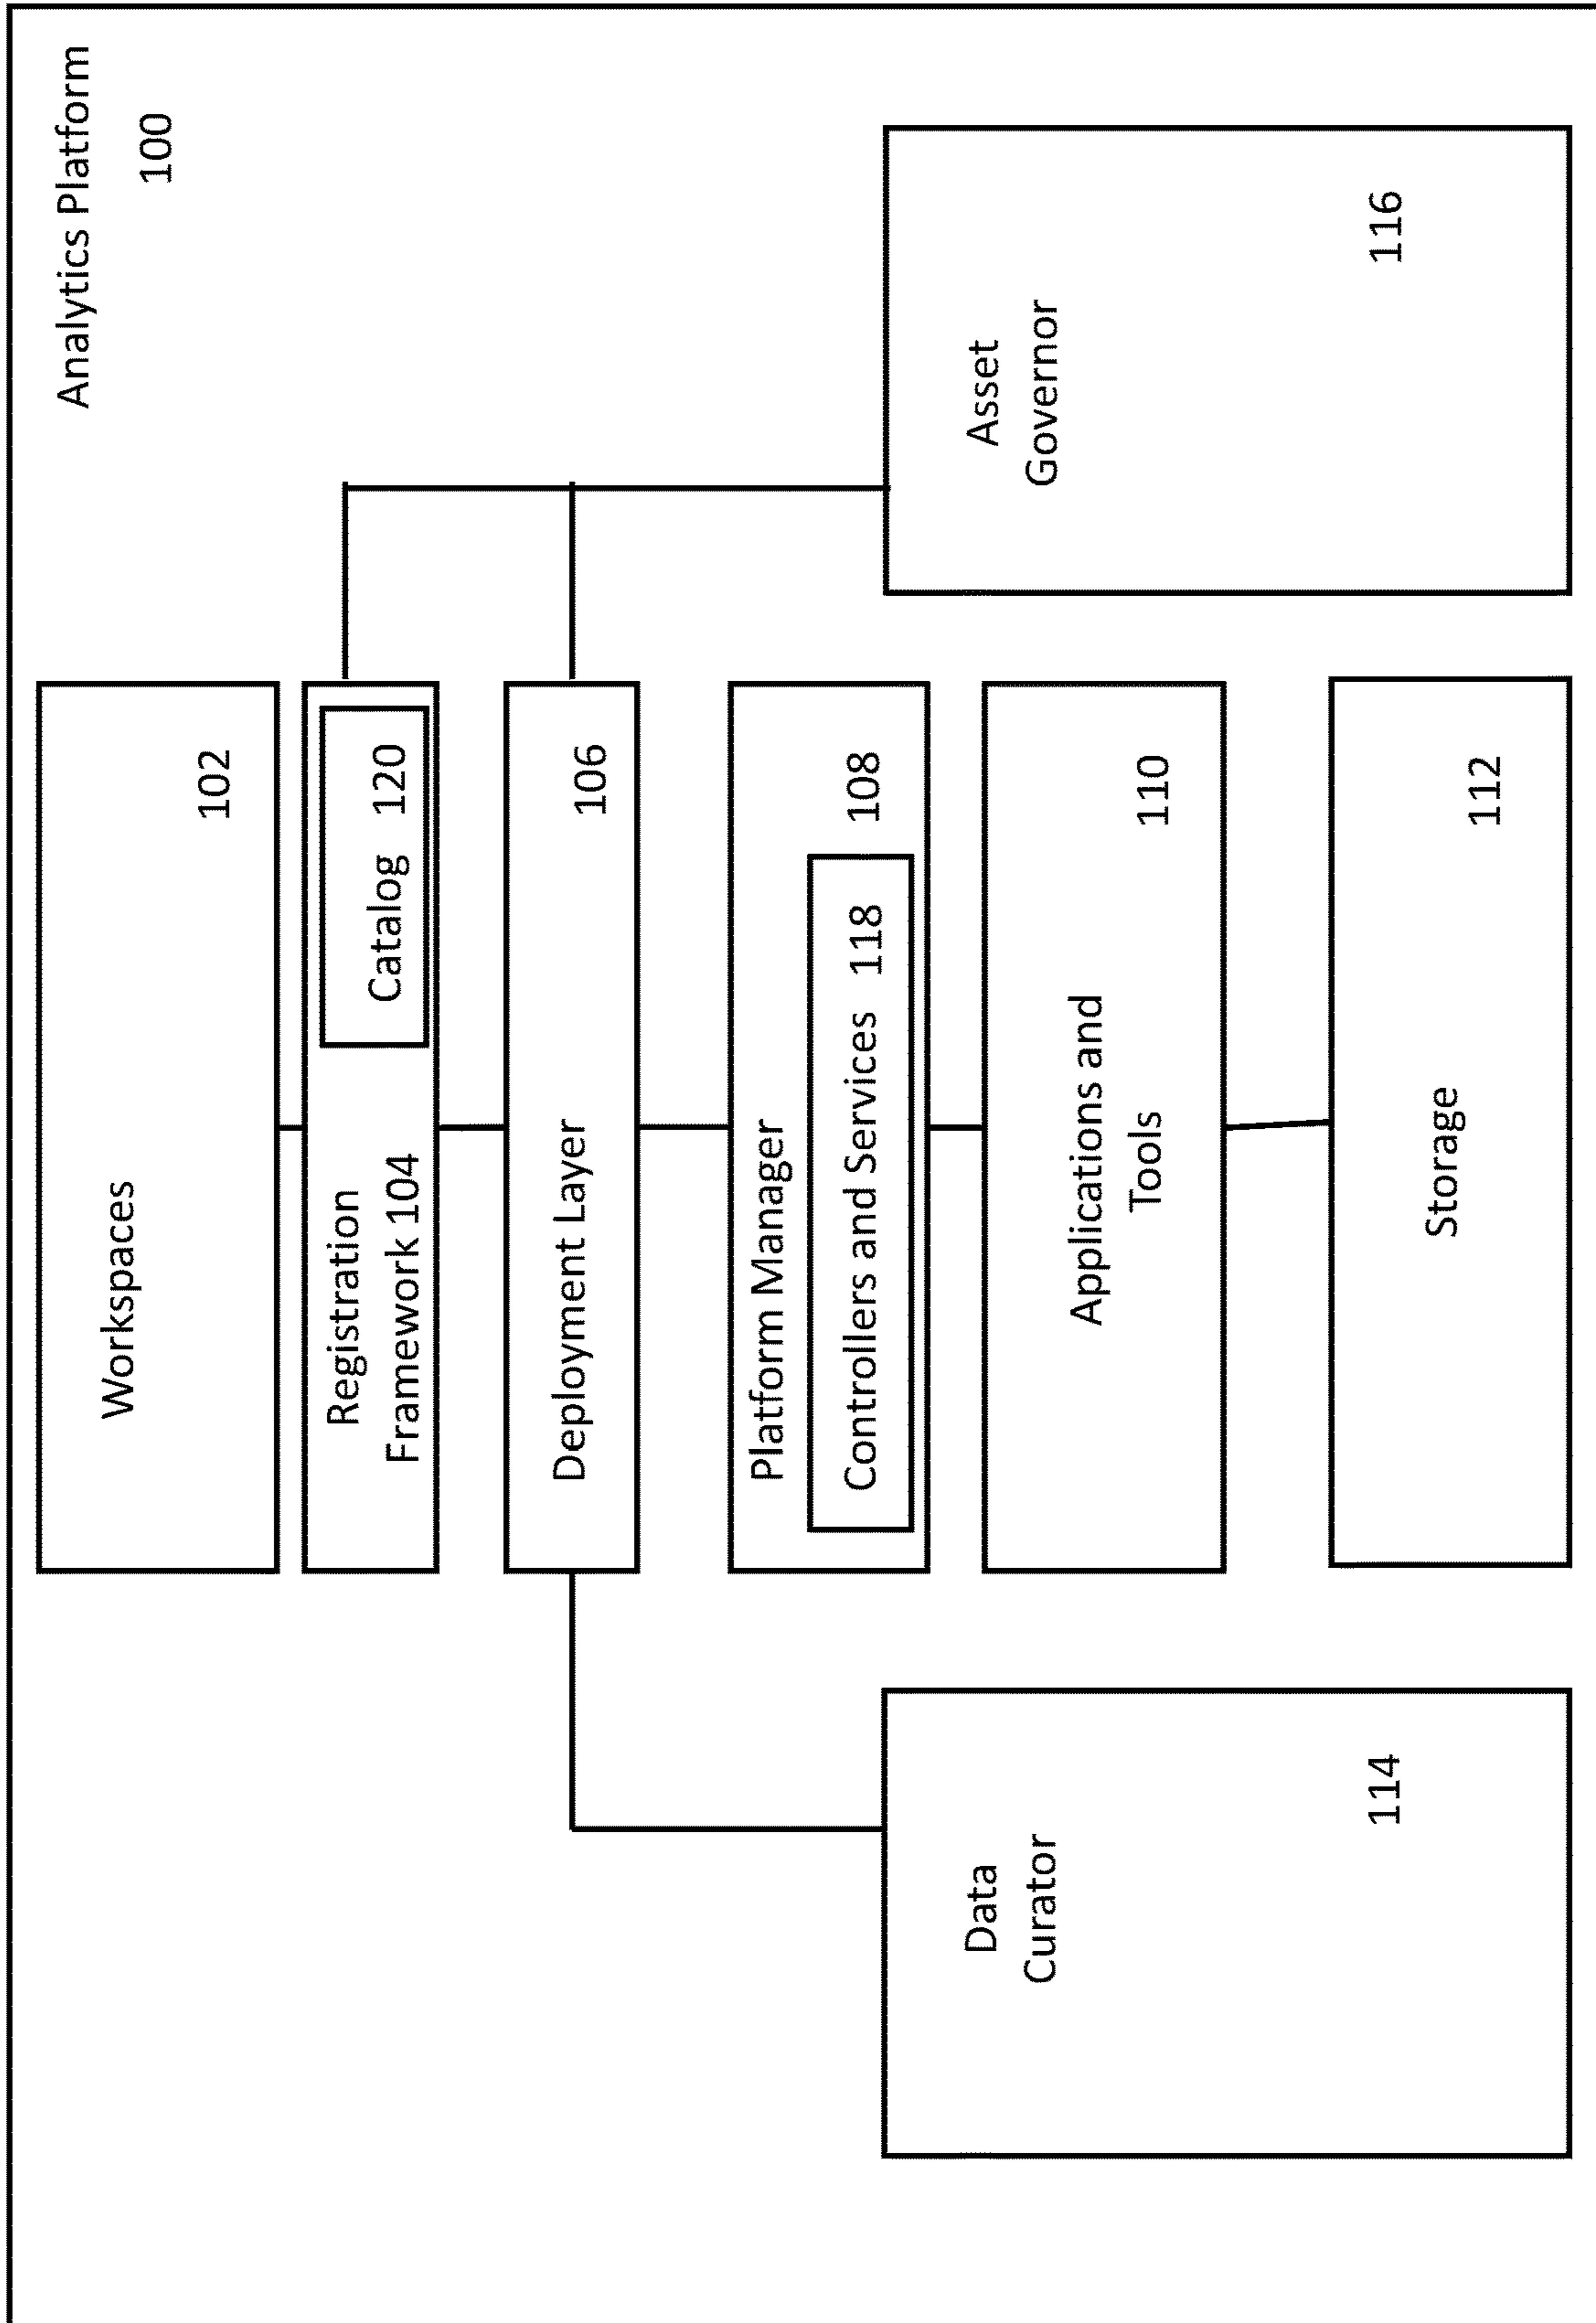 Analytics Platform
100
Workspaces
102
Registration
Framework 104
Catalog 120
Deployment Layer
106
Platform Manager
108
Controllers and Services 118
Applications and
Tools
110
Storage
112
Data
Curator
114
Asset
Governor
116